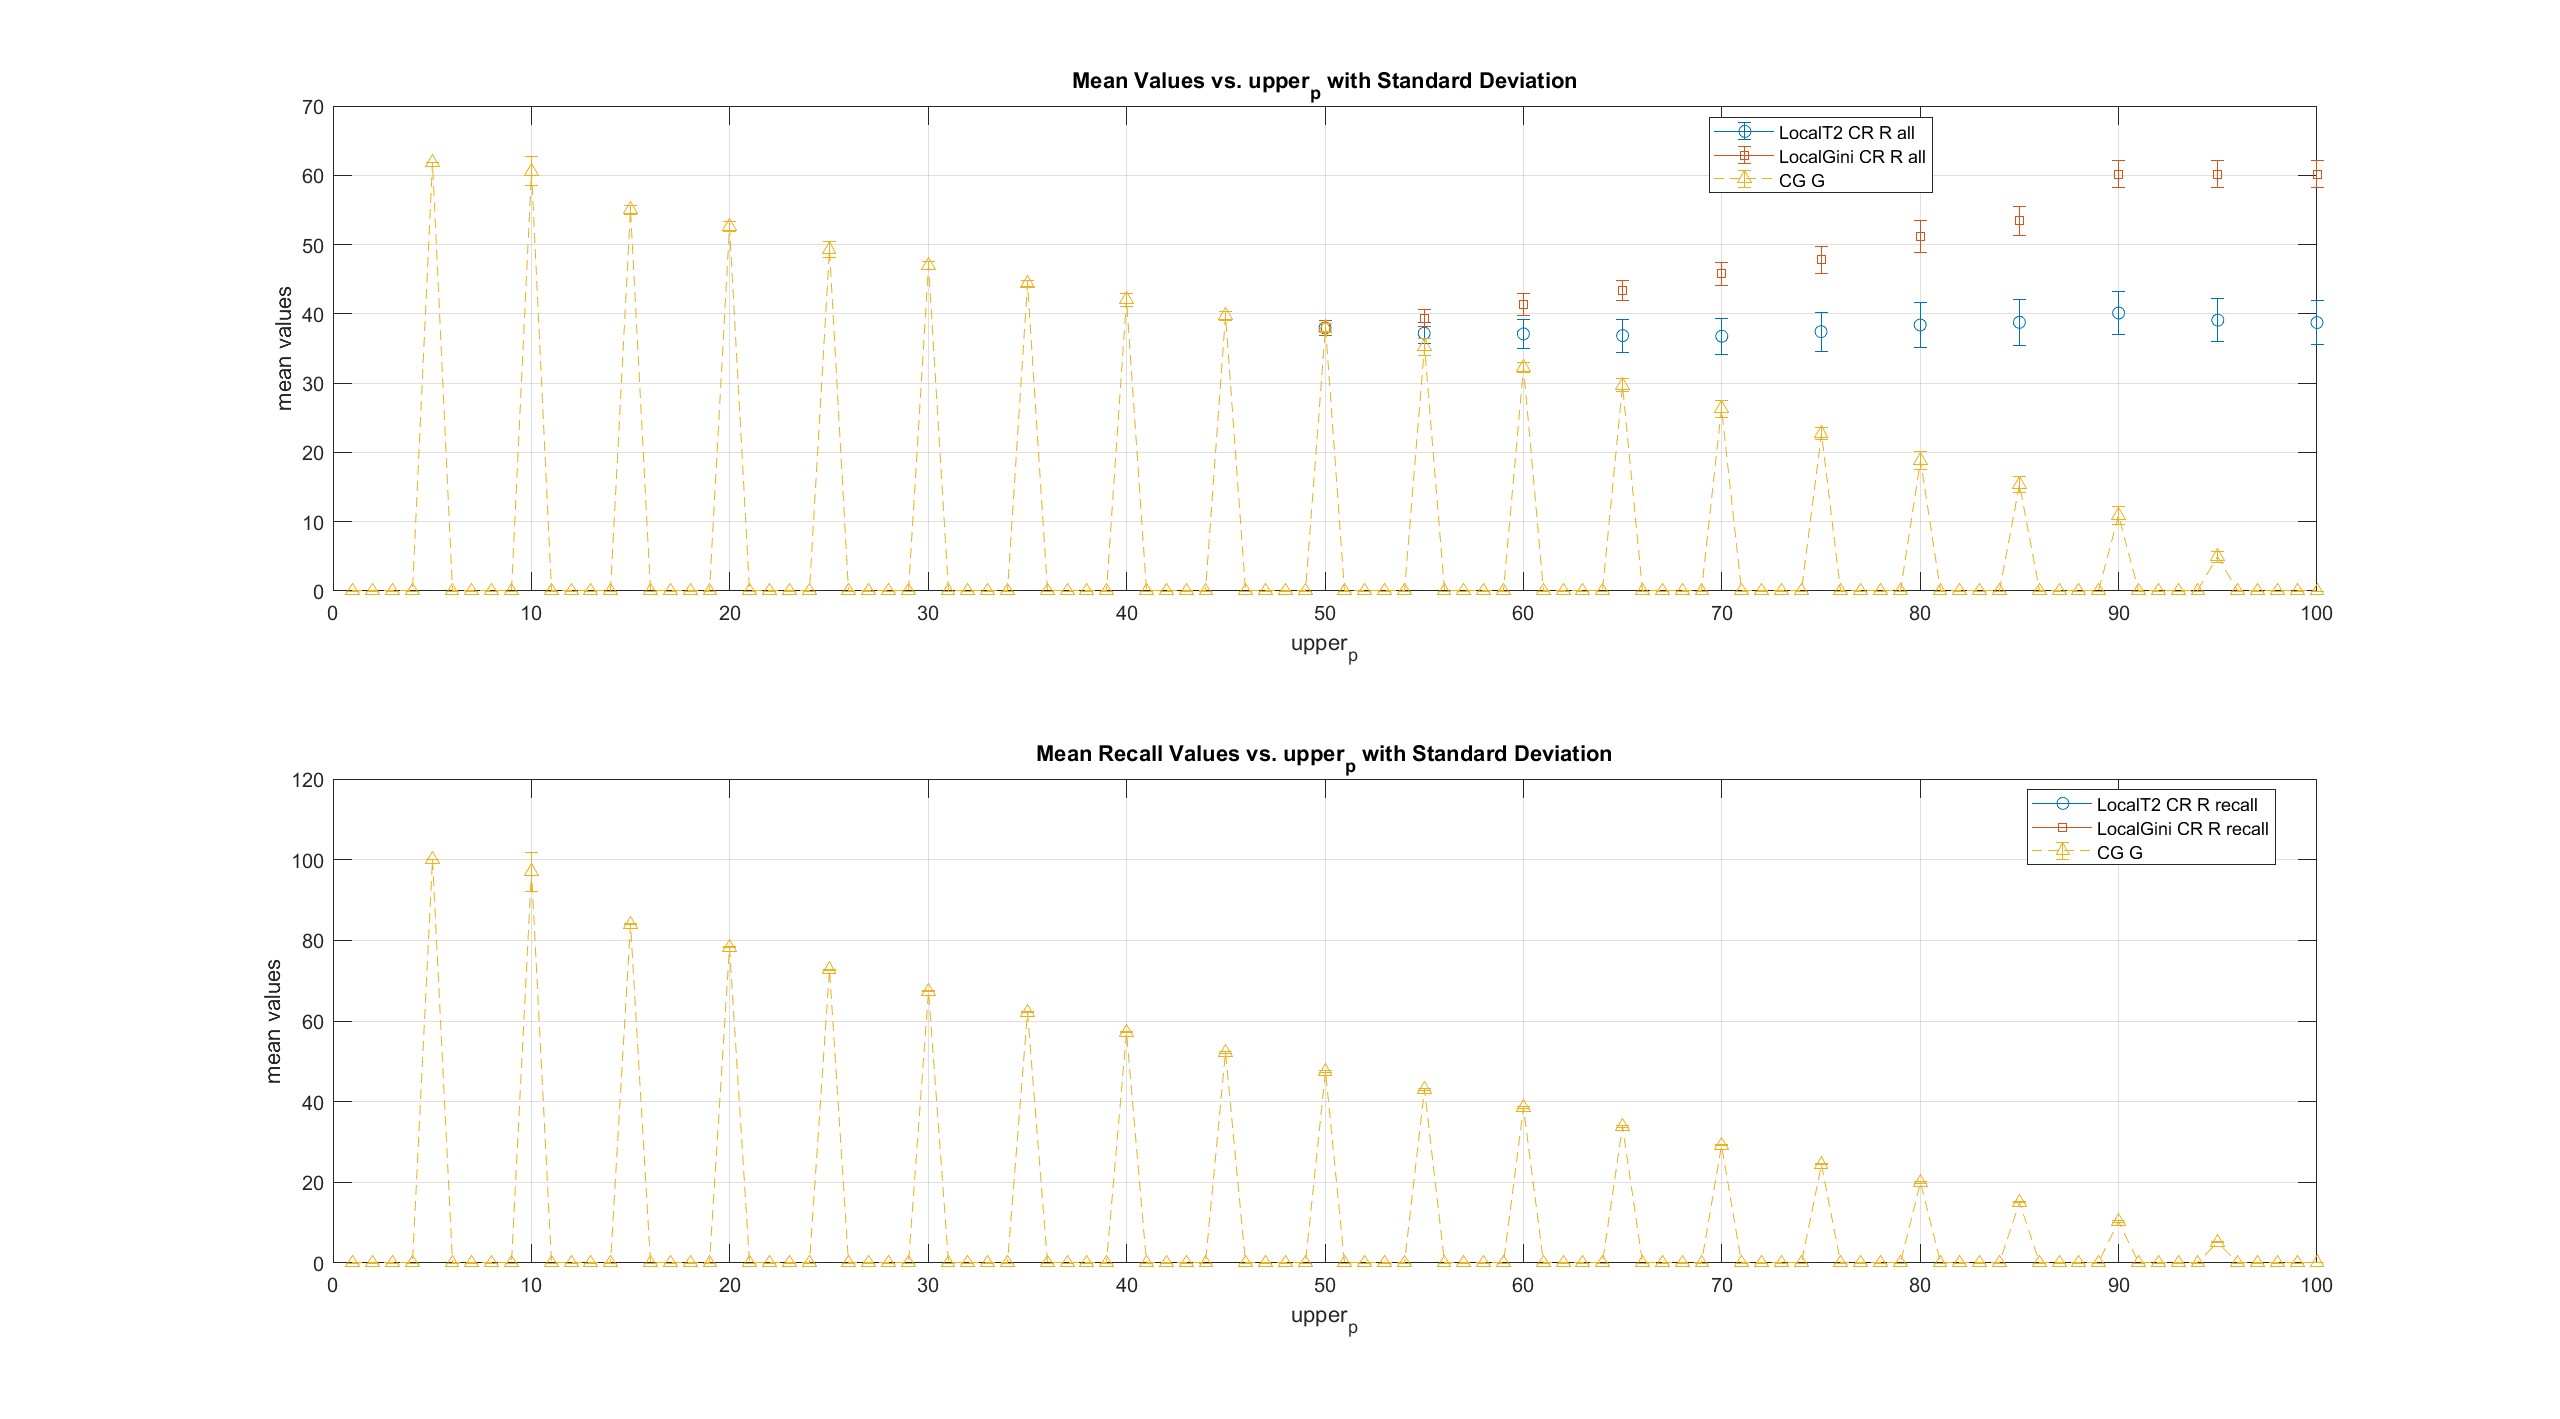 Mean Values vs. upper_p with Standard Deviation
70
60
50
40
30
20
10
0
mean values
LocalT2 CR R all
LocalGini CR R all
CG G
0 10 20 30 40 50 60 70 80 90 100
upper_p
Mean Recall Values vs. upper_p with Standard Deviation
120
100
80
60
40
20
0
mean values
LocalT2 CR R recall
LocalGini CR R recall
CG G
0 10 20 30 40 50 60 70 80 90 100
upper_p